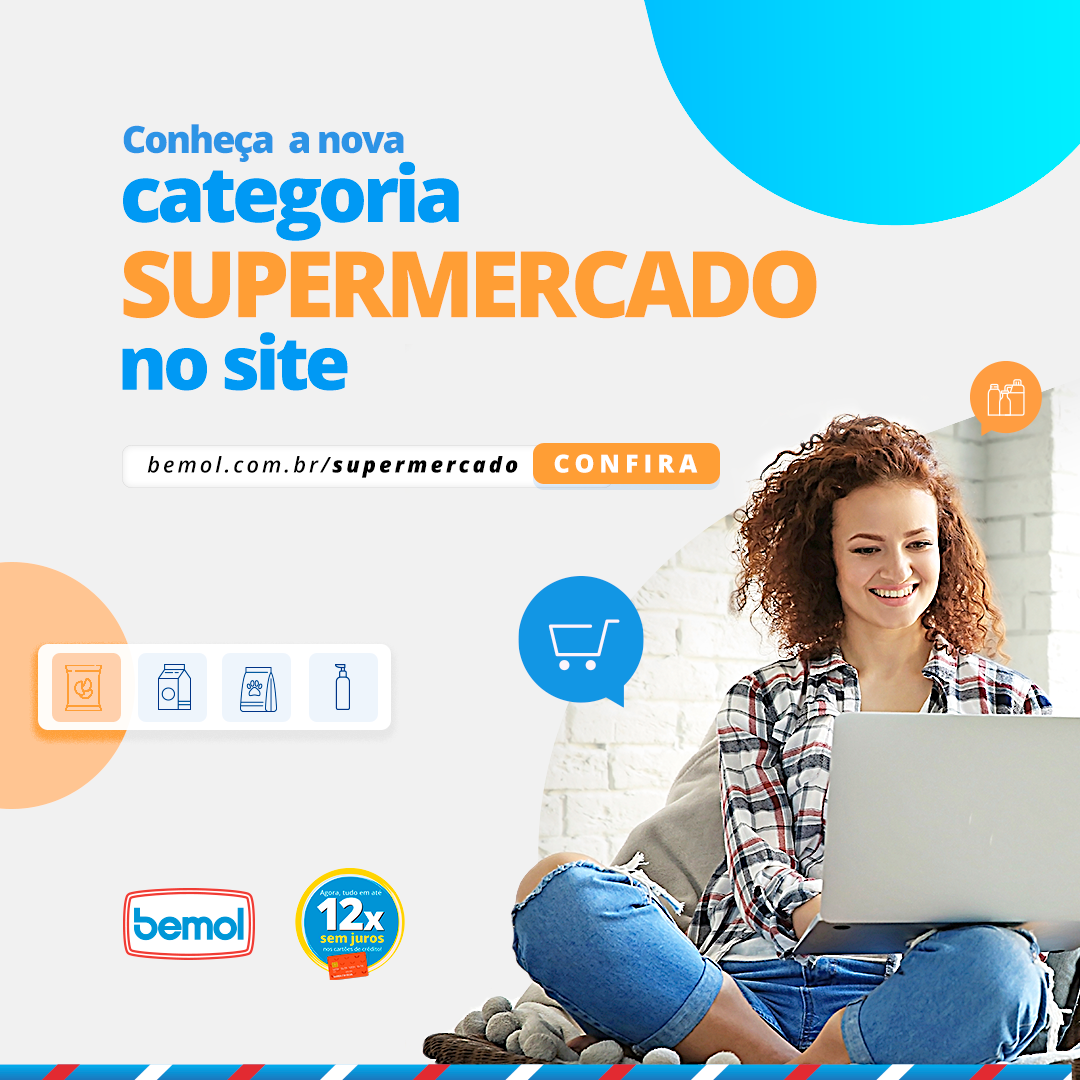 Conheça a nova
categoria
SUPERMERCADO
no site
bemol.com.br/supermercado CONFIRA
bemol
Agora, tudo em até
12x
sem juros
nos cartões de crédito!